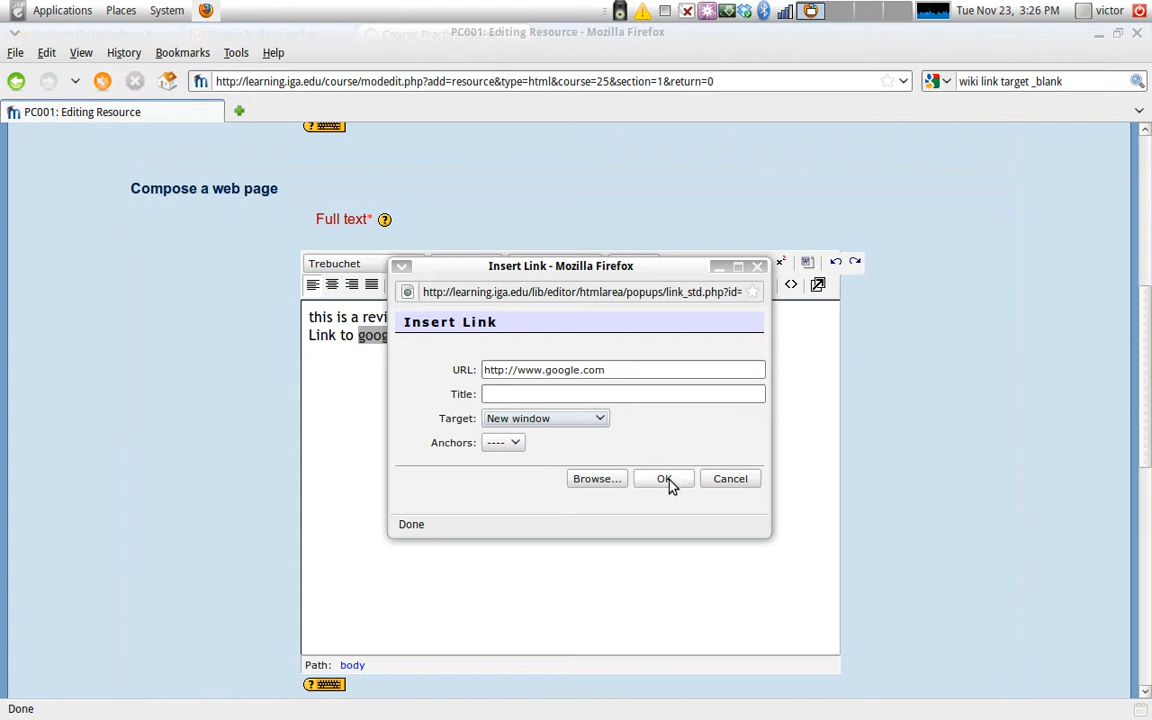 Applications Places System
Tue Nov 23, 3:26 PM victor
PC001: Editing Resource - Mozilla Firefox
File Edit View History Bookmarks Tools Help
http://learning.iga.edu/course/modedit.php?add=resource&type=html&course=25&section=1&return=0
wiki link target _blank
PC001: Editing Resource
Compose a web page
Full text*
Trebuchet
this is a revi
Link to goog
Insert Link - Mozilla Firefox
http://learning.iga.edu/lib/editor/htmlarea/popups/link_std.php?id=
Insert Link
URL: http://www.google.com
Title:
Target: New window
Anchors: ----
Browse... OK Cancel
Done
Path: body
Done